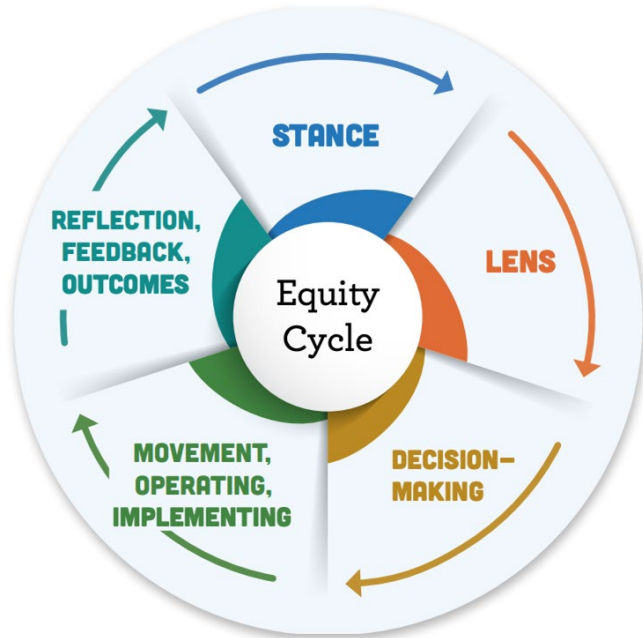 STANCE
LENS
DECISION-
MAKING
MOVEMENT,
OPERATING,
IMPLEMENTING
REFLECTION,
FEEDBACK,
OUTCOMES
Equity
Cycle